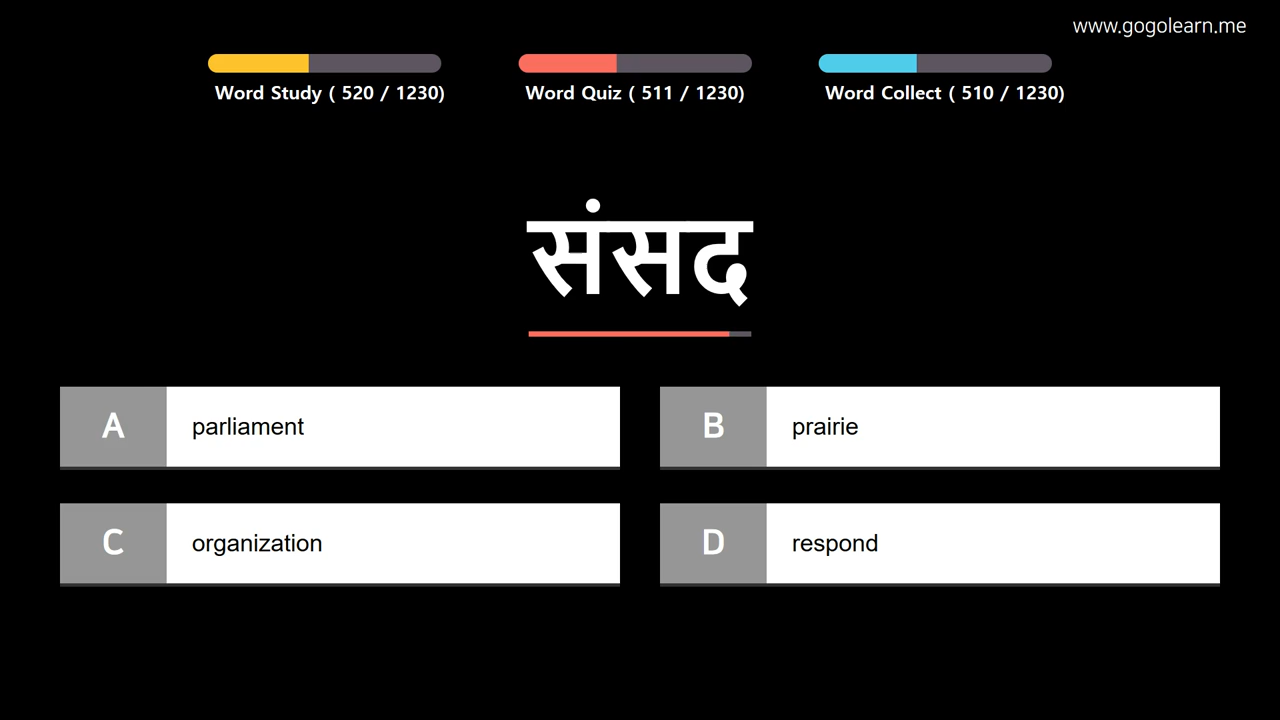 www.gogolearn.me
Word Study ( 520 / 1230)
Word Quiz ( 511 / 1230)
Word Collect ( 510 / 1230)
संसद
A parliament
B prairie
C organization
D respond